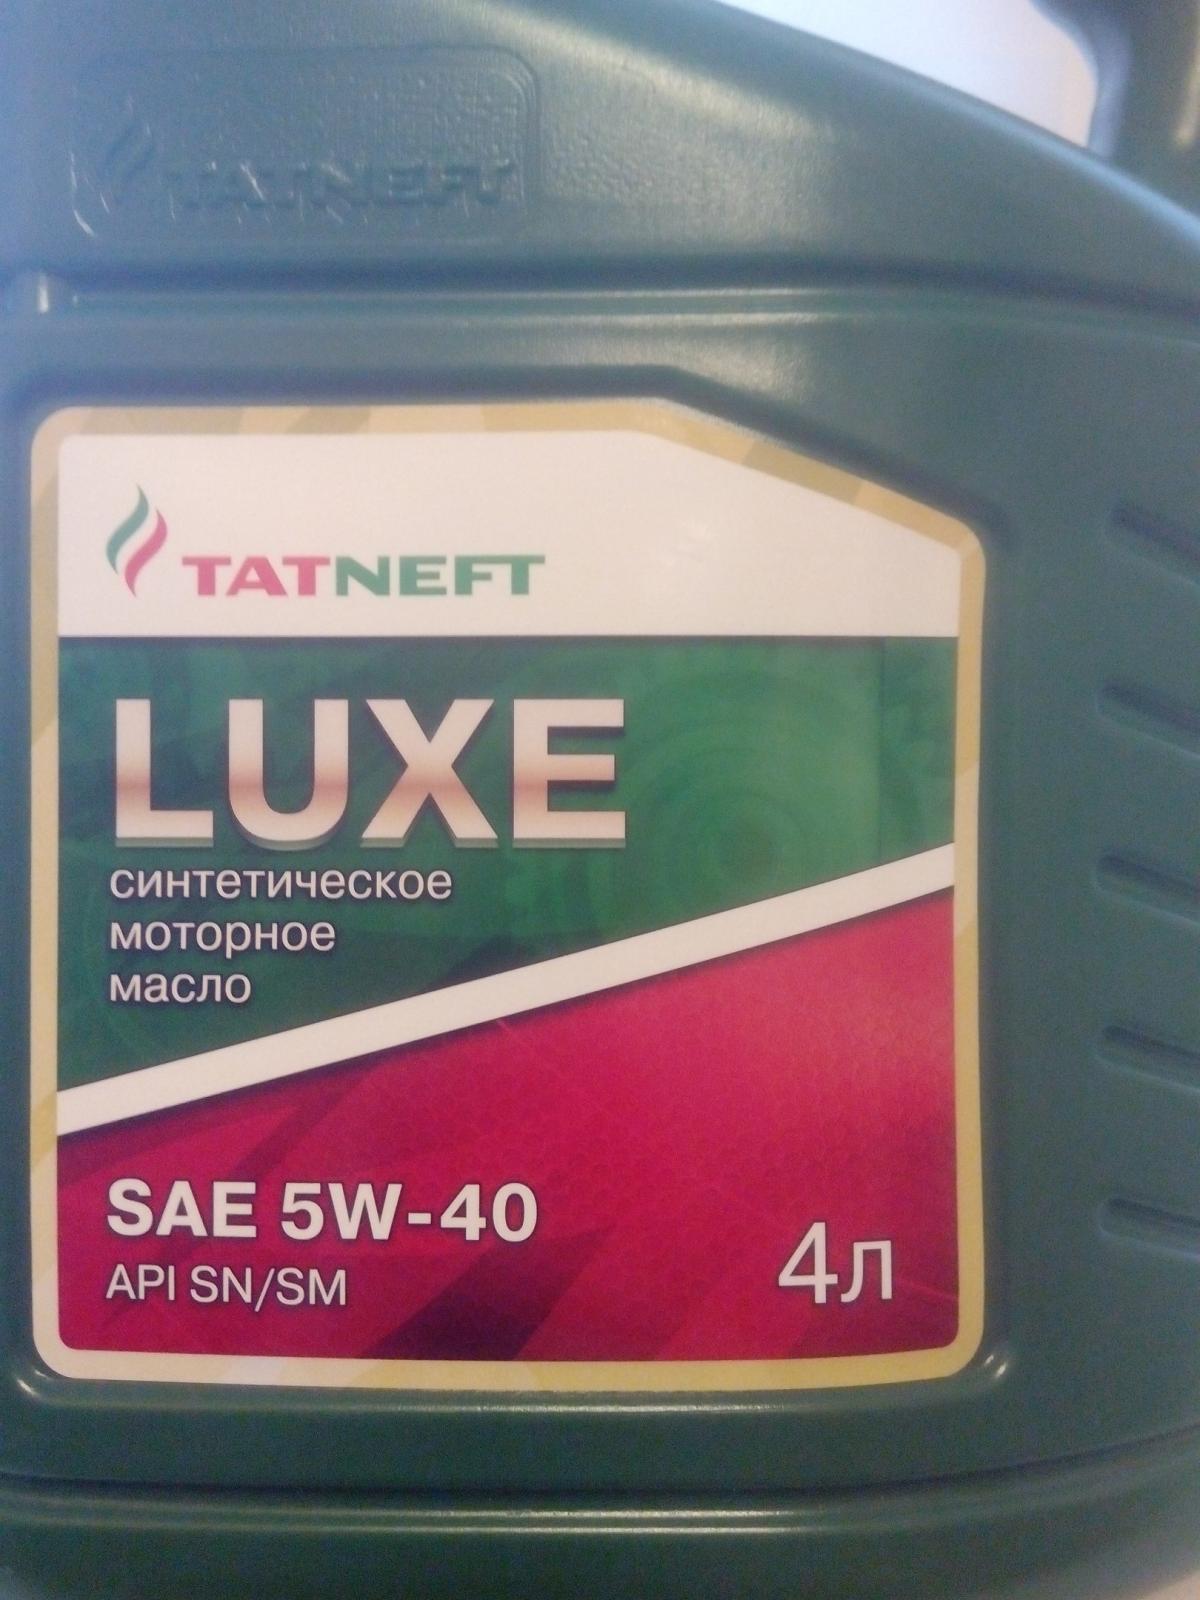 TATNEFT
TATNEFT
LUXE
синтетическое
моторное
масло
SAE 5W-40
API SN/SM
4л